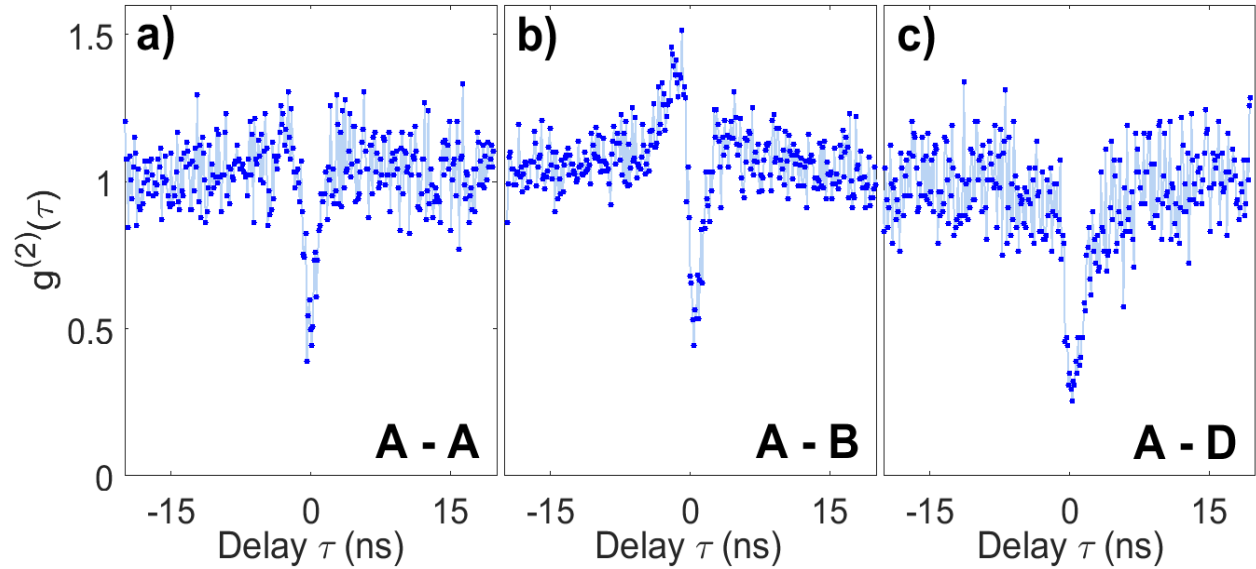 a) b) c)
1.5
1
0.5
0
g^{(2)}(τ)
A - A A - B A - D
-15 0 15 -15 0 15 -15 0 15
Delay τ (ns) Delay τ (ns) Delay τ (ns)